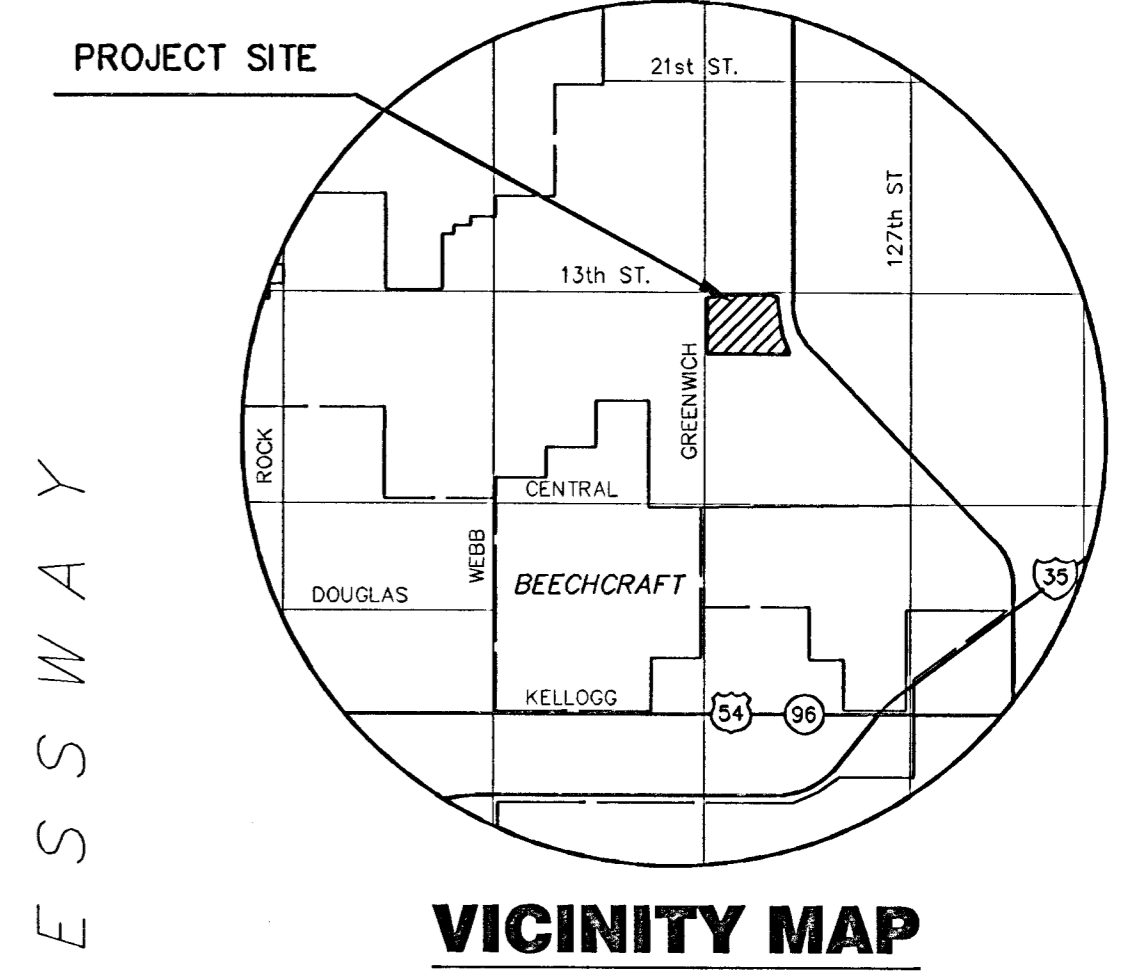 PROJECT SITE
21st ST.
127th ST
13th ST.
GREENWICH
ROCK
CENTRAL
WEBB
BEECHCRAFT
35
DOUGLAS
KELLOGG
54
96
ESSWAY
VICINITY MAP